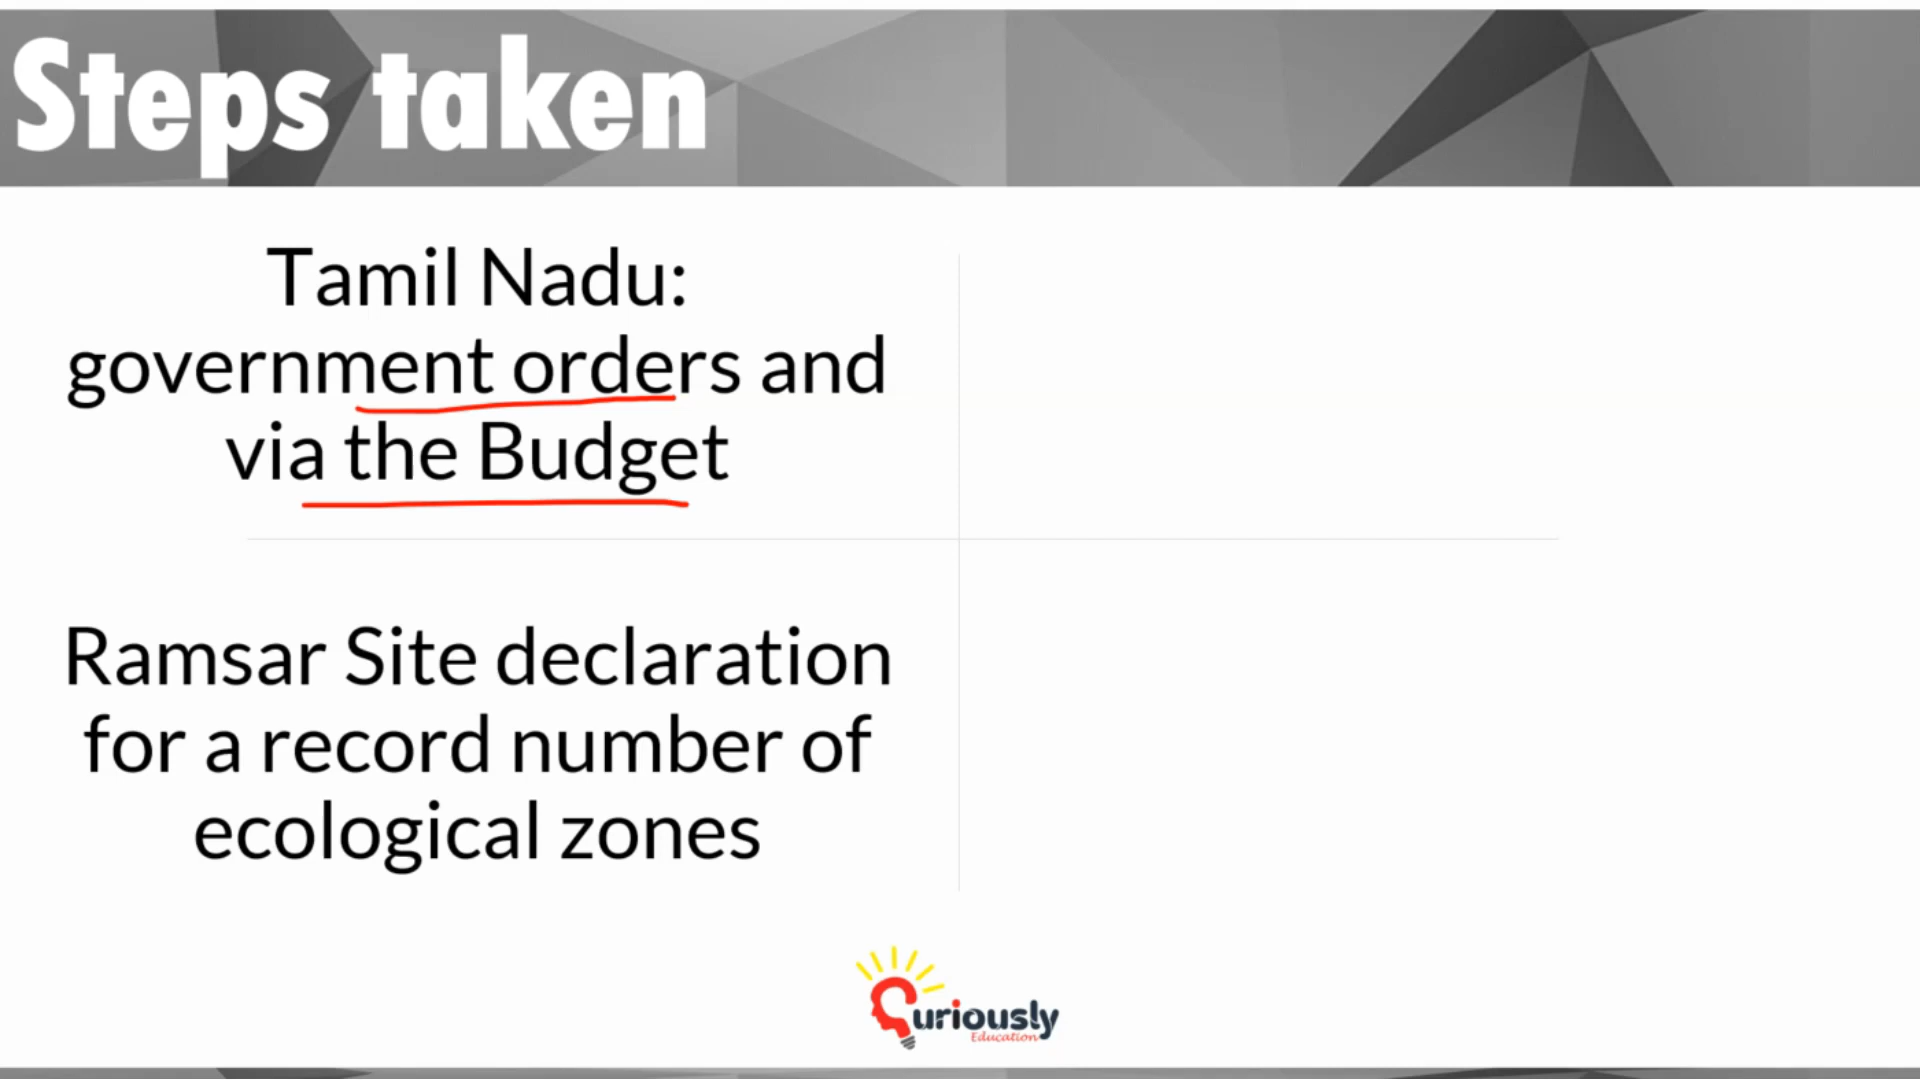 Steps taken
Tamil Nadu:
government orders and
via the Budget
Ramsar Site declaration
for a record number of
ecological zones
Curiously
Education